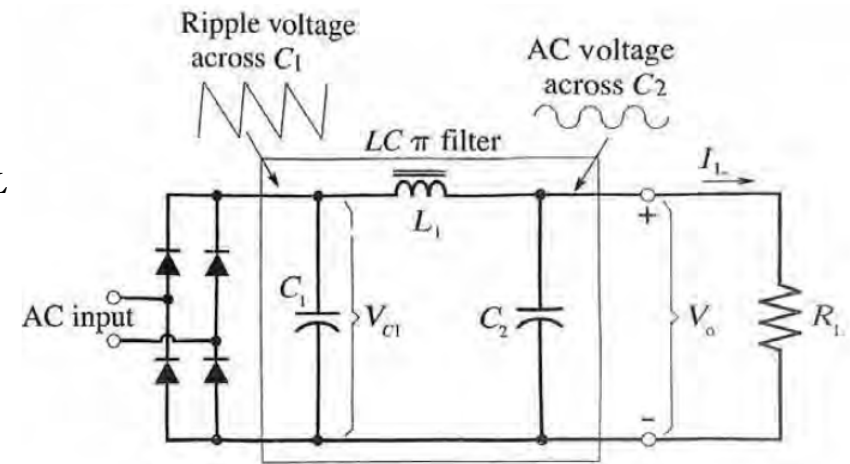 Ripple voltage
across C₁
AC voltage
across C₂
LC π filter
L
I_L
+
L₁
AC input
C₁
V_C1
C₂
V_o
R_L
−